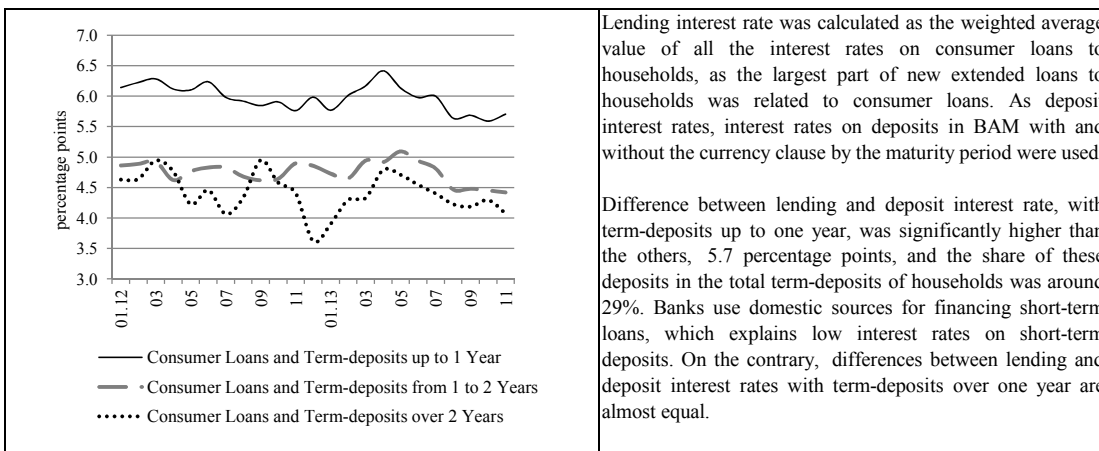 7.0
6.5
6.0
5.5
5.0
4.5
4.0
3.5
3.0
percentage points
01.12
03
05
07
09
11
01.13
03
05
07
09
11
Consumer Loans and Term-deposits up to 1 Year
Consumer Loans and Term-deposits from 1 to 2 Years
Consumer Loans and Term-deposits over 2 Years
Lending interest rate was calculated as the weighted average
value of all the interest rates on consumer loans to
households, as the largest part of new extended loans to
households was related to consumer loans. As deposit
interest rates, interest rates on deposits in BAM with and
without the currency clause by the maturity period were used
Difference between lending and deposit interest rate, with
term-deposits up to one year, was significantly higher than
the others, 5.7 percentage points, and the share of these
deposits in the total term-deposits of households was around
29%. Banks use domestic sources for financing short-term
loans, which explains low interest rates on short-term
deposits. On the contrary, differences between lending and
deposit interest rates with term-deposits over one year are
almost equal.